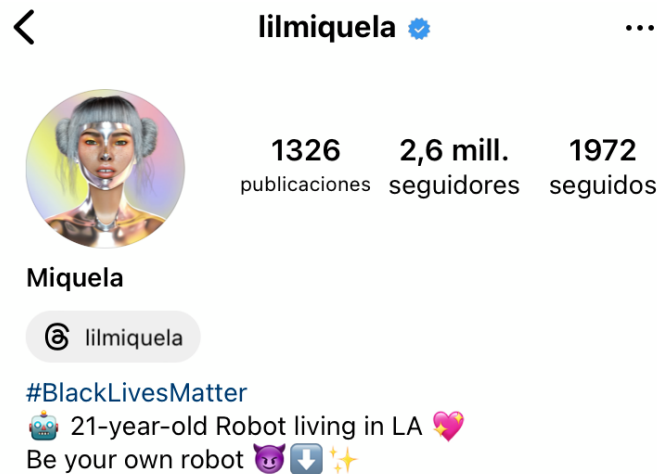 lilmiquela
1326 2,6 mill. 1972
publicaciones seguidores seguidos
Miquela
lilmiquela
#BlackLivesMatter
🤖 21-year-old Robot living in LA 💖
Be your own robot 😈⬇️✨